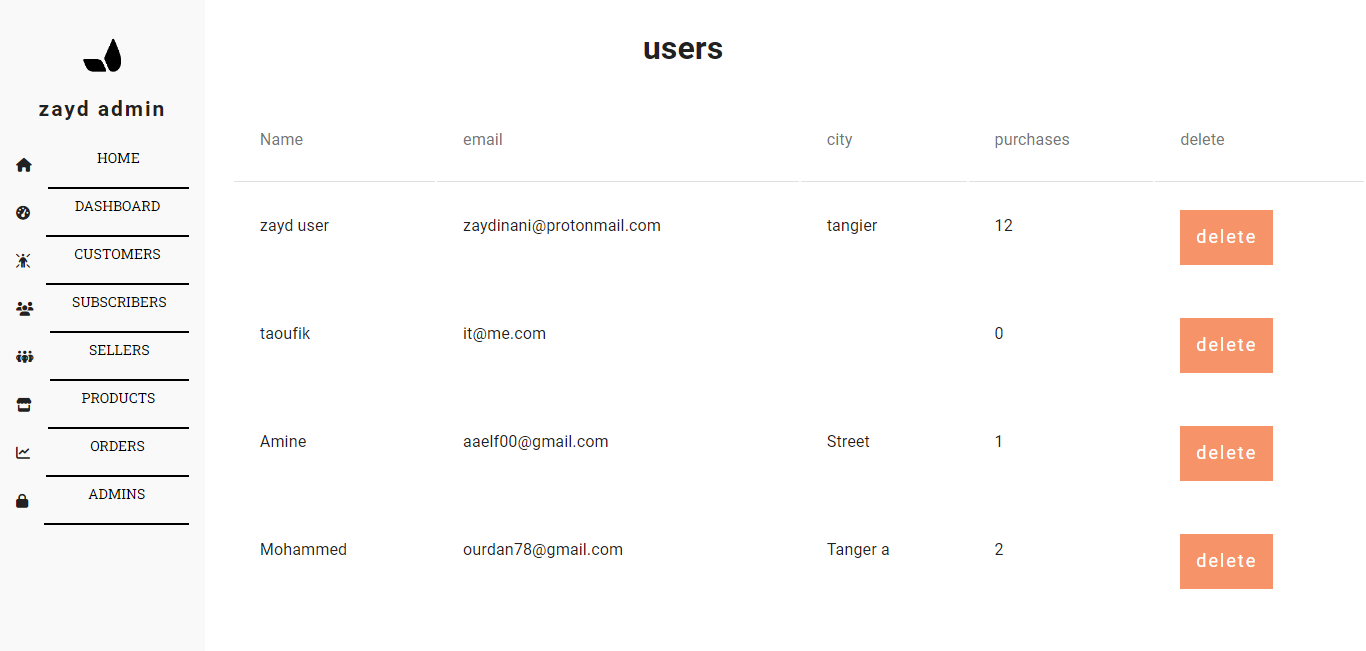 zayd admin
HOME
DASHBOARD
CUSTOMERS
SUBSCRIBERS
SELLERS
PRODUCTS
ORDERS
ADMINS
users
Name email city purchases delete
zayd user zaydinani@protonmail.com tangier 12 delete
taoufik it@me.com 0 delete
Amine aaelf00@gmail.com Street 1 delete
Mohammed ourdan78@gmail.com Tanger a 2 delete